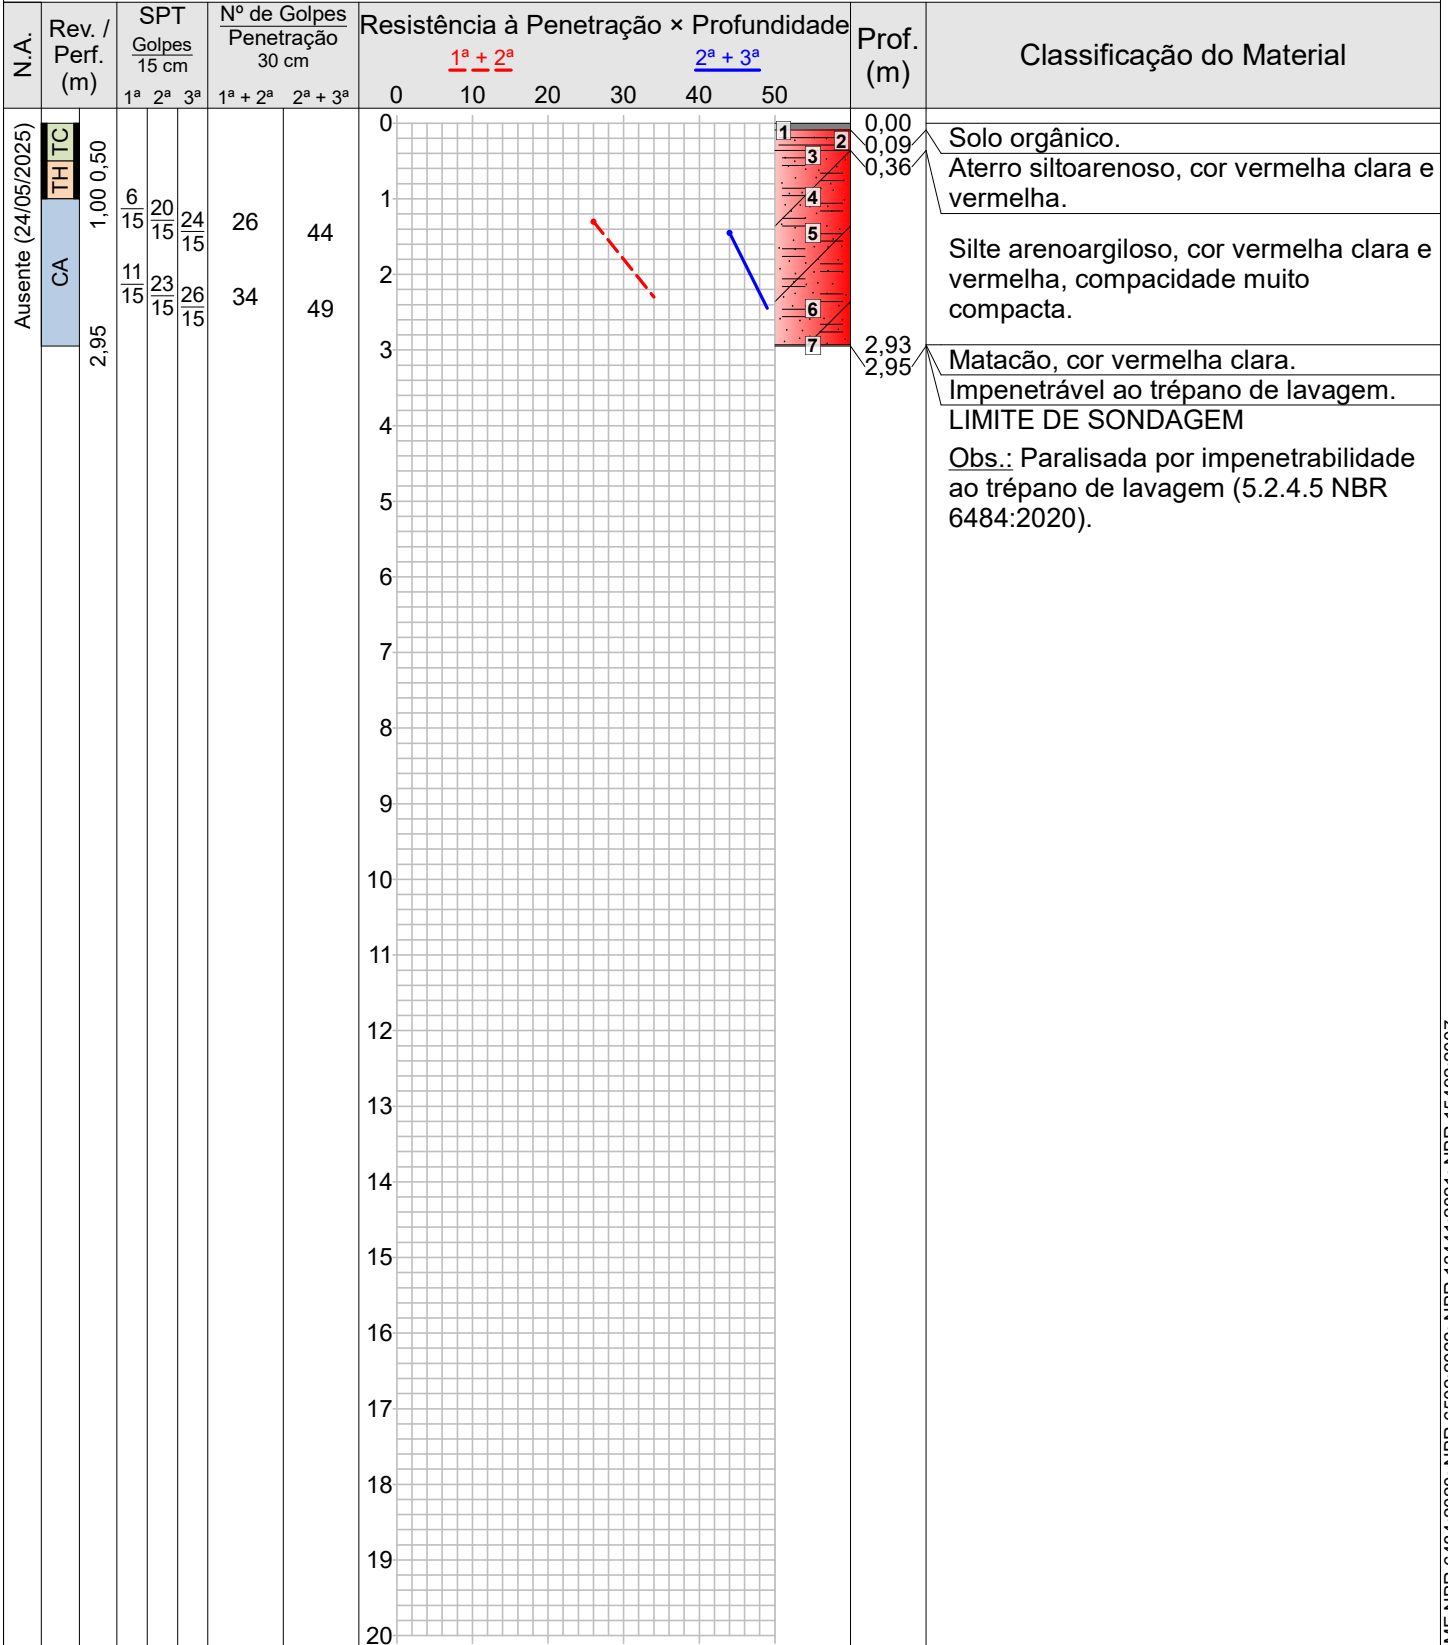 N.A.
Rev. /
Perf.
(m)
SPT
Golpes
15 cm
1ª 2ª 3ª
Nº de Golpes
Penetração
30 cm
1ª + 2ª 2ª + 3ª
Resistência à Penetração × Profundidade
1ª + 2ª 2ª + 3ª
0 10 20 30 40 50
Prof.
(m)
Classificação do Material
Ausente (24/05/2025)
TC
TH
CA
0,50
1,00
2,95
6/15 20/15 24/15 26 44
11/15 23/15 26/15 34 49
0
1
2
3
4
5
6
7
8
9
10
11
12
13
14
15
16
17
18
19
20
1
2
3
4
5
6
7
0,00
0,09
0,36
2,93
2,95
Solo orgânico.
Aterro siltoarenoso, cor vermelha clara e
vermelha.
Silte arenoargiloso, cor vermelha clara e
vermelha, compacidade muito
compacta.
Matacão, cor vermelha clara.
Impenetrável ao trépano de lavagem.
LIMITE DE SONDAGEM
Obs.: Paralisada por impenetrabilidade
ao trépano de lavagem (5.2.4.5 NBR
6484:2020).